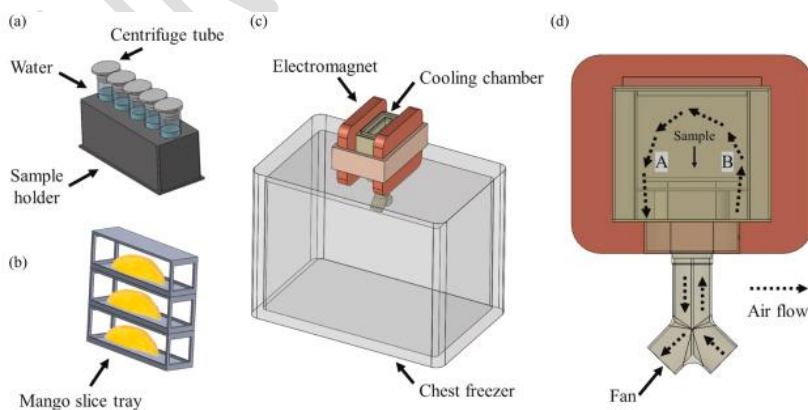 (a)
Centrifuge tube
Water
Sample
holder
(b)
Mango slice tray
(c)
Electromagnet
Cooling chamber
Chest freezer
(d)
Sample
A
B
Air flow
Fan